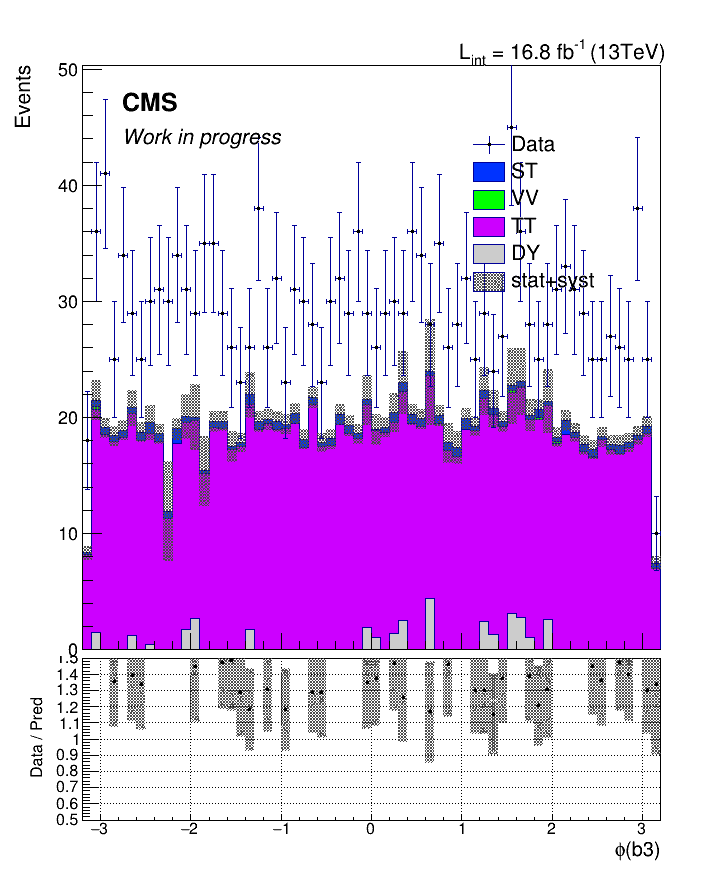 L_int = 16.8 fb^-1 (13TeV)
Events
50
CMS
Work in progress
Data
ST
VV
TT
DY
stat+syst
40
30
20
10
0
1.5
1.4
1.3
1.2
1.1
1
0.9
0.8
0.7
0.6
0.5
Data / Pred
−3 −2 −1 0 1 2 3
ϕ(b3)